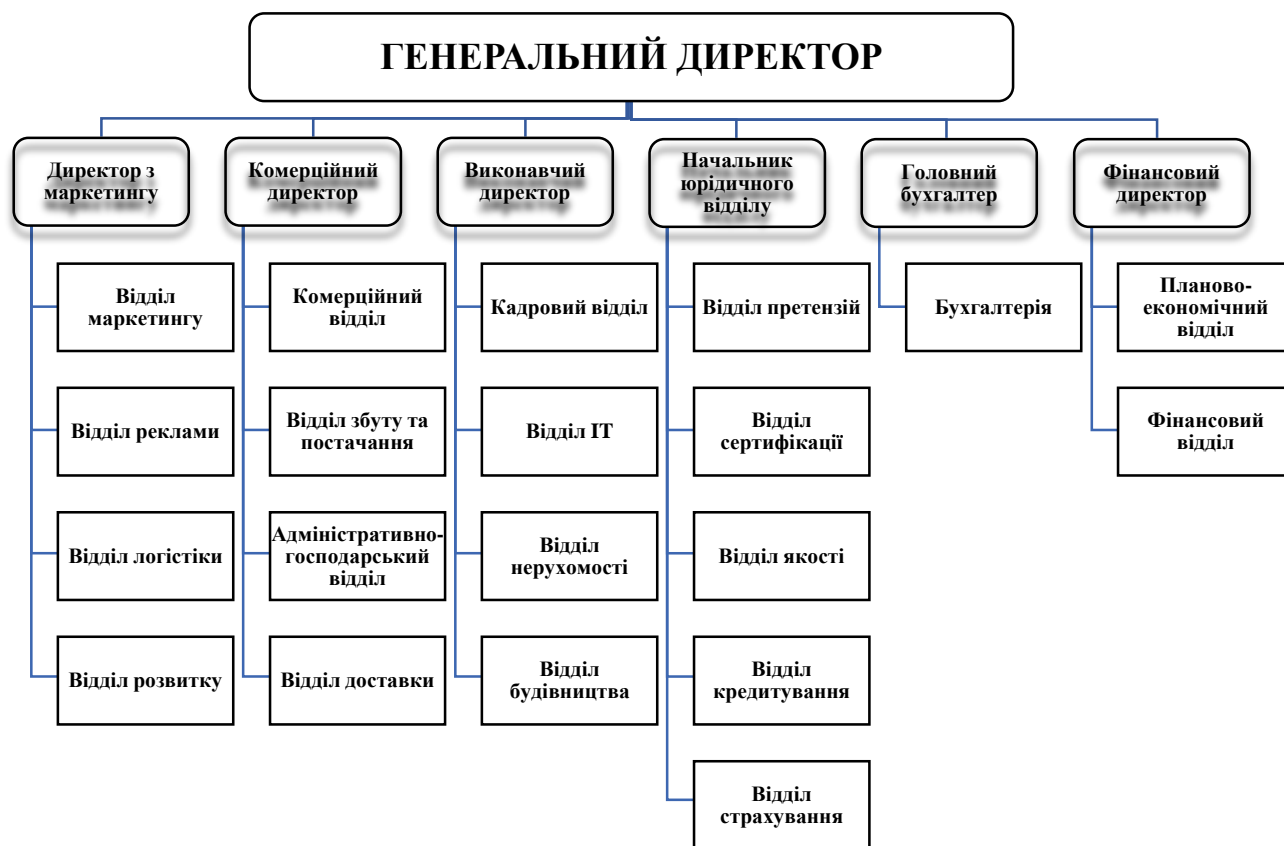 ГЕНЕРАЛЬНИЙ ДИРЕКТОР
Директор з
маркетингу
Відділ
маркетингу
Відділ реклами
Відділ логістики
Відділ розвитку
Комерційний
директор
Комерційний
відділ
Відділ збуту та
постачання
Адміністративно-
господарський
відділ
Відділ доставки
Виконавчий
директор
Кадровий відділ
Відділ ІТ
Відділ
нерухомості
Відділ
будівництва
Начальник
юрідичного
відділу
Відділ претензій
Відділ
сертифікації
Відділ якості
Відділ
кредитування
Відділ
страхування
Головний
бухгалтер
Бухгалтерія
Фінансовий
директор
Планово-
економічний
відділ
Фінансовий
відділ